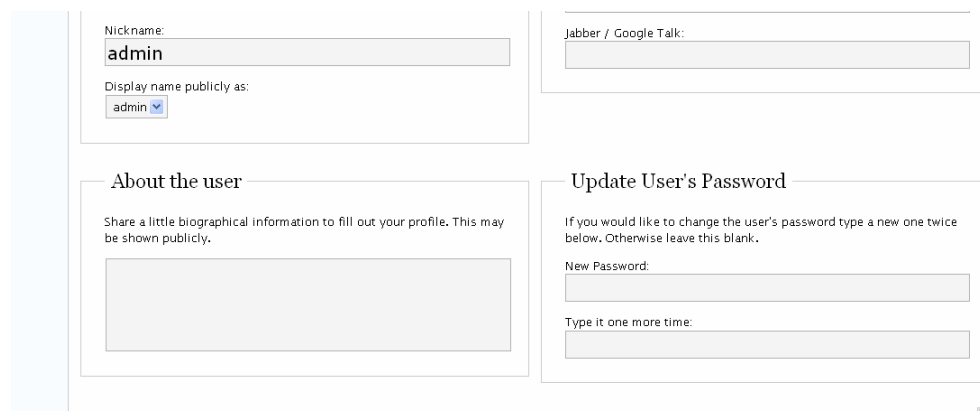 Nickname:
admin
Display name publicly as:
admin
Jabber / Google Talk:
About the user
Share a little biographical information to fill out your profile. This may
be shown publicly.
Update User's Password
If you would like to change the user's password type a new one twice
below. Otherwise leave this blank.
New Password:
Type it one more time: